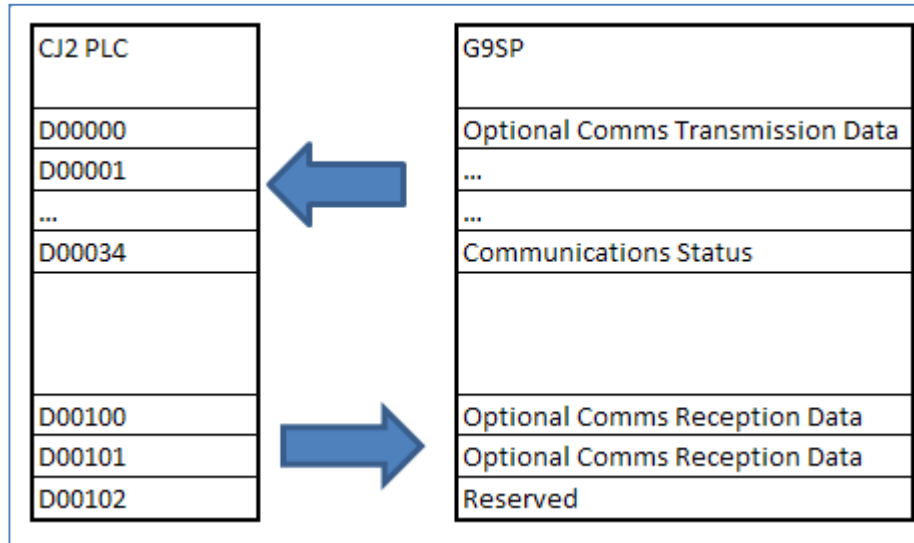 CJ2 PLC
G9SP
D00000
Optional Comms Transmission Data
D00001
...
...
...
D00034
Communications Status
D00100
Optional Comms Reception Data
D00101
Optional Comms Reception Data
D00102
Reserved